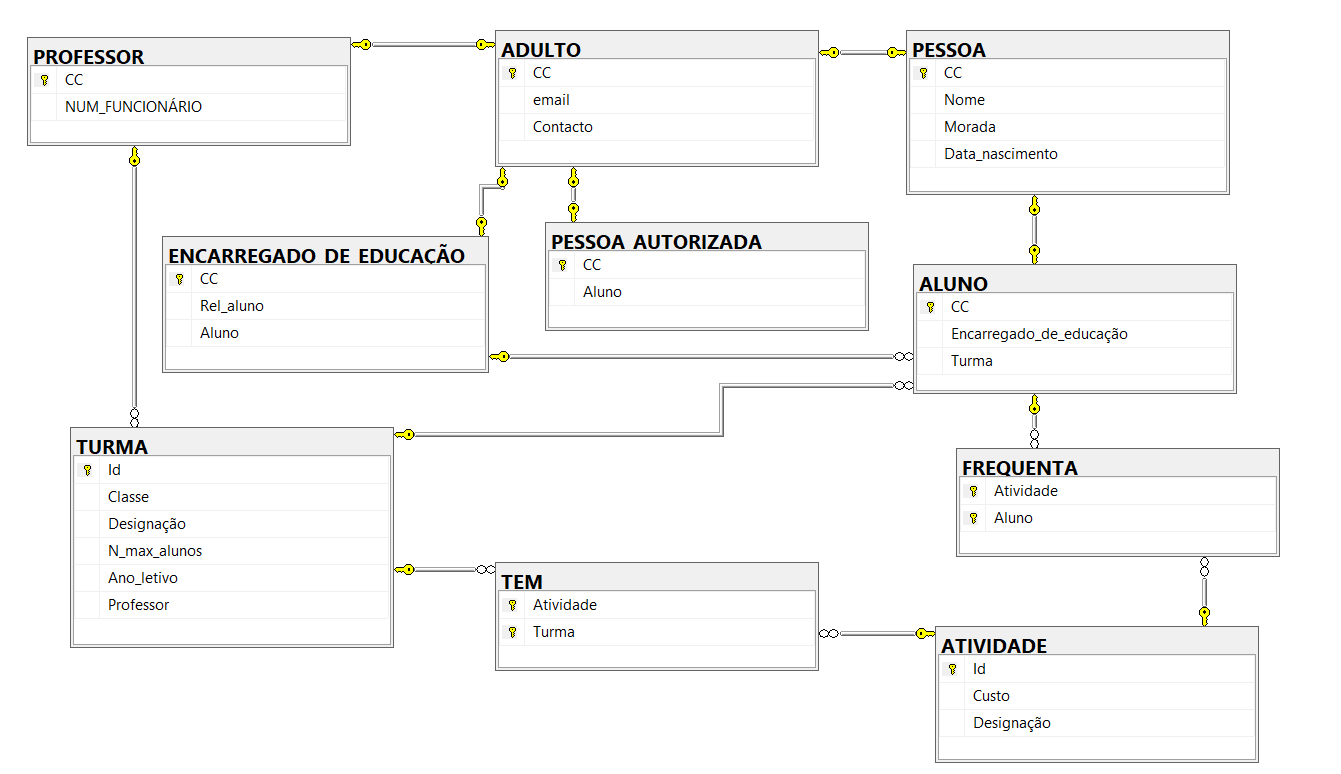 PROFESSOR
CC
NUM_FUNCIONÁRIO
ADULTO
CC
email
Contacto
PESSOA
CC
Nome
Morada
Data_nascimento
ENCARREGADO_DE_EDUCAÇÃO
CC
Rel_aluno
Aluno
PESSOA_AUTORIZADA
CC
Aluno
ALUNO
CC
Encarregado_de_educação
Turma
TURMA
Id
Classe
Designação
N_max_alunos
Ano_letivo
Professor
FREQUENTA
Atividade
Aluno
TEM
Atividade
Turma
ATIVIDADE
Id
Custo
Designação